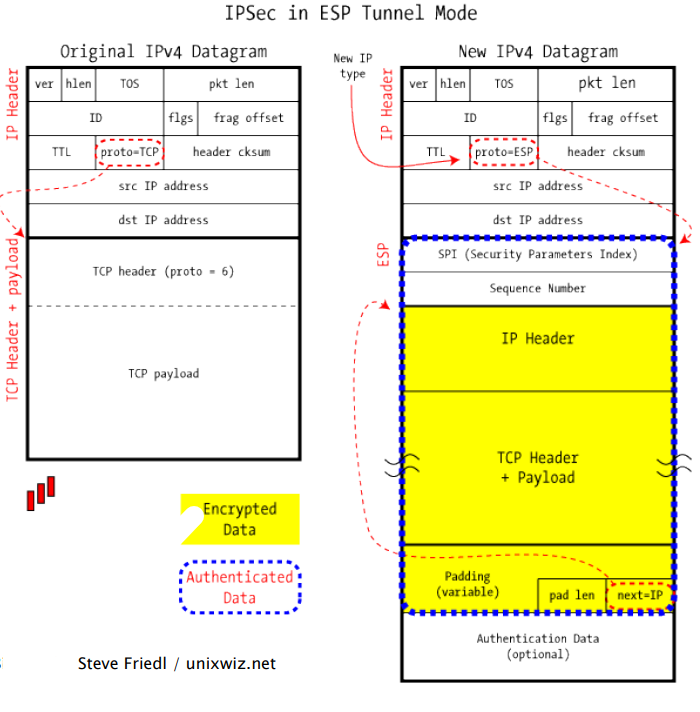 IPSec in ESP Tunnel Mode
Original IPv4 Datagram
IP Header
ver hlen TOS pkt len
ID flgs frag offset
TTL proto=TCP header cksum
src IP address
dst IP address
TCP Header + payload
TCP header (proto = 6)
TCP payload
New IP
type
New IPv4 Datagram
IP Header
ver hlen TOS pkt len
ID flgs frag offset
TTL proto=ESP header cksum
src IP address
dst IP address
ESP
SPI (Security Parameters Index)
Sequence Number
IP Header
TCP Header
+ Payload
Padding
(variable)
pad len next=IP
Authentication Data
(optional)
Encrypted
Data
Authenticated
Data
Steve Friedl / unixwiz.net